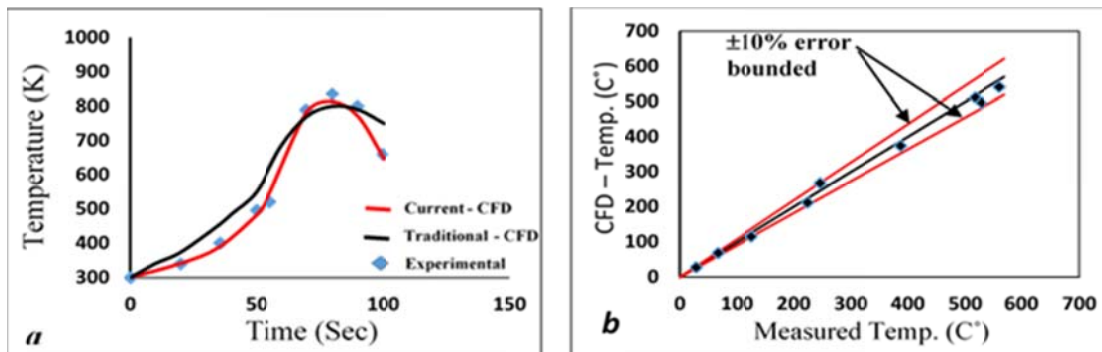 1000
900
800
700
600
500
400
300
0
50
100
150
Temperature (K)
Time (Sec)
Current - CFD
Traditional - CFD
Experimental
a
700
600
500
400
300
200
100
0
0
100
200
300
400
500
600
700
CFD – Temp. (C˚)
Measured Temp. (C˚)
±10% error
bounded
b